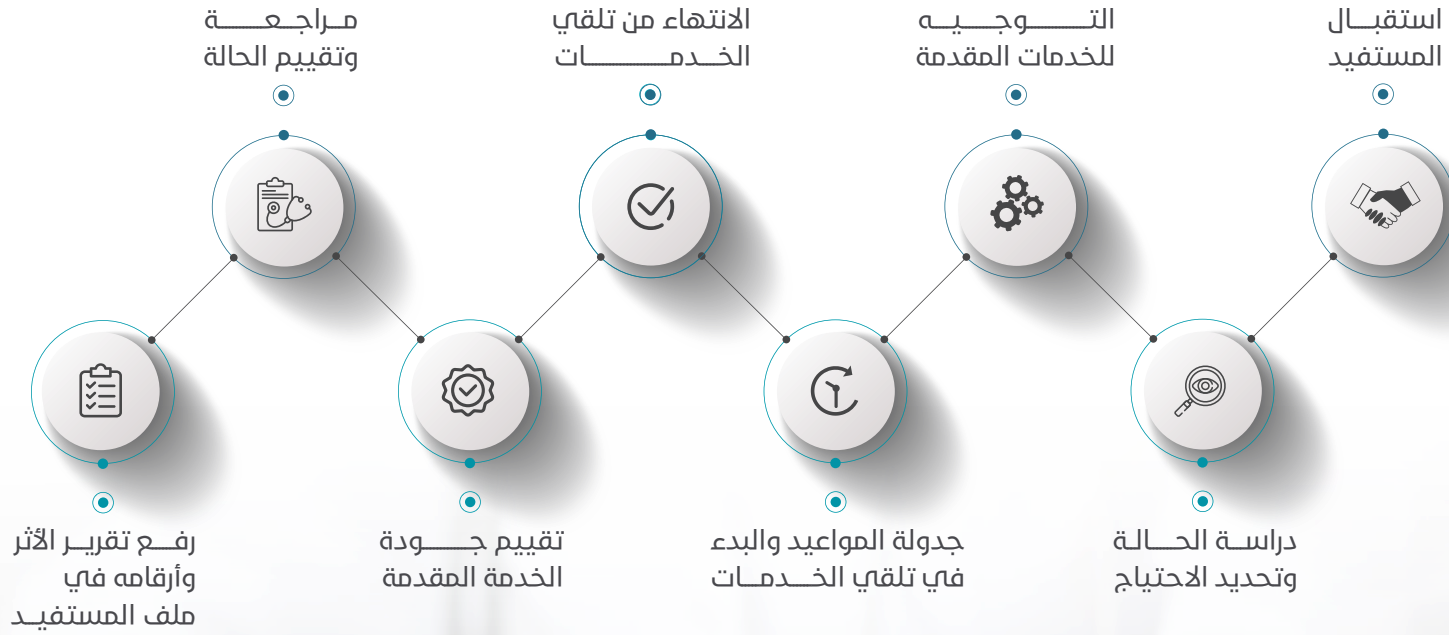 استقبال
المستفيد
دراسة الحالة
وتحديد الاحتياج
التوجيه
للخدمات المقدمة
جدولة المواعيد والبدء
في تلقي الخدمات
الانتهاء من تلقي
الخدمات
تقييم جودة
الخدمة المقدمة
مراجعة
وتقييم الحالة
رفع تقرير الأثر
وأرقامه في
ملف المستفيد